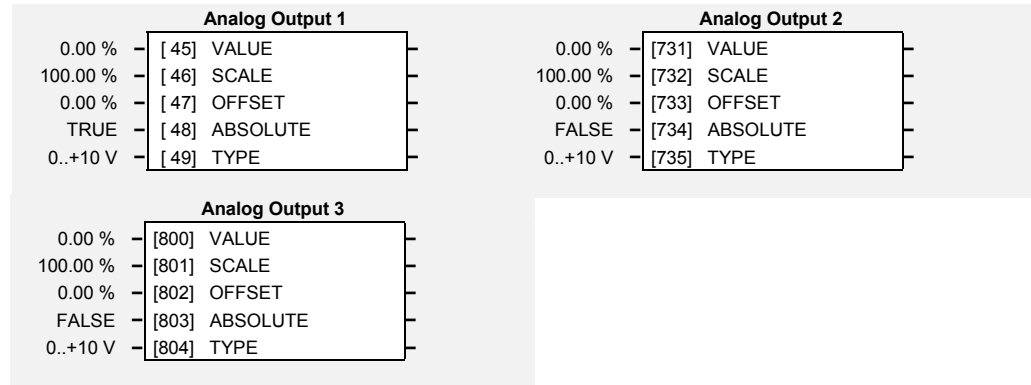 Analog Output 1
0.00 % [ 45] VALUE
100.00 % [ 46] SCALE
0.00 % [ 47] OFFSET
TRUE [ 48] ABSOLUTE
0..+10 V [ 49] TYPE
Analog Output 2
0.00 % [731] VALUE
100.00 % [732] SCALE
0.00 % [733] OFFSET
FALSE [734] ABSOLUTE
0..+10 V [735] TYPE
Analog Output 3
0.00 % [800] VALUE
100.00 % [801] SCALE
0.00 % [802] OFFSET
FALSE [803] ABSOLUTE
0..+10 V [804] TYPE